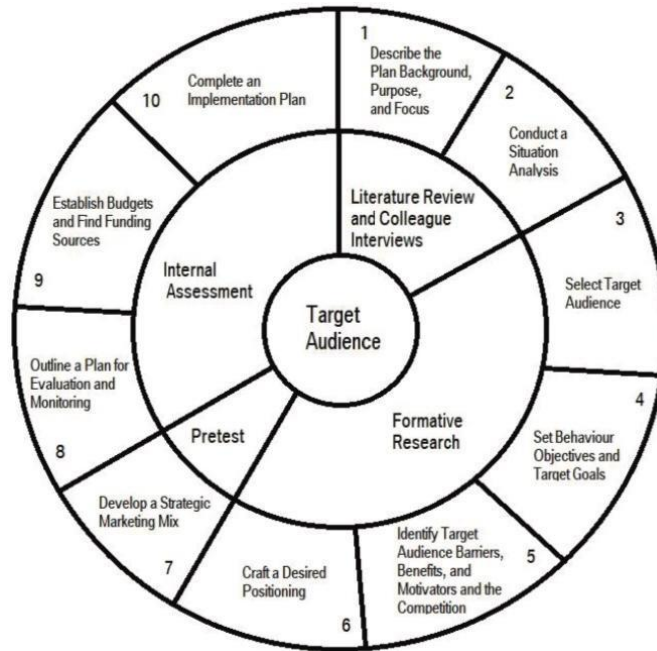 1
Describe the
Plan Background,
Purpose,
and Focus
2
Conduct a
Situation
Analysis
3
Select Target
Audience
4
Set Behaviour
Objectives and
Target Goals
5
Identify Target
Audience Barriers,
Benefits, and
Motivators and the
Competition
6
Craft a Desired
Positioning
7
Develop a Strategic
Marketing Mix
8
Outline a Plan for
Evaluation and
Monitoring
9
Establish Budgets
and Find Funding
Sources
10
Complete an
Implementation Plan
Literature Review
and Colleague
Interviews
Formative
Research
Pretest
Internal
Assessment
Target
Audience